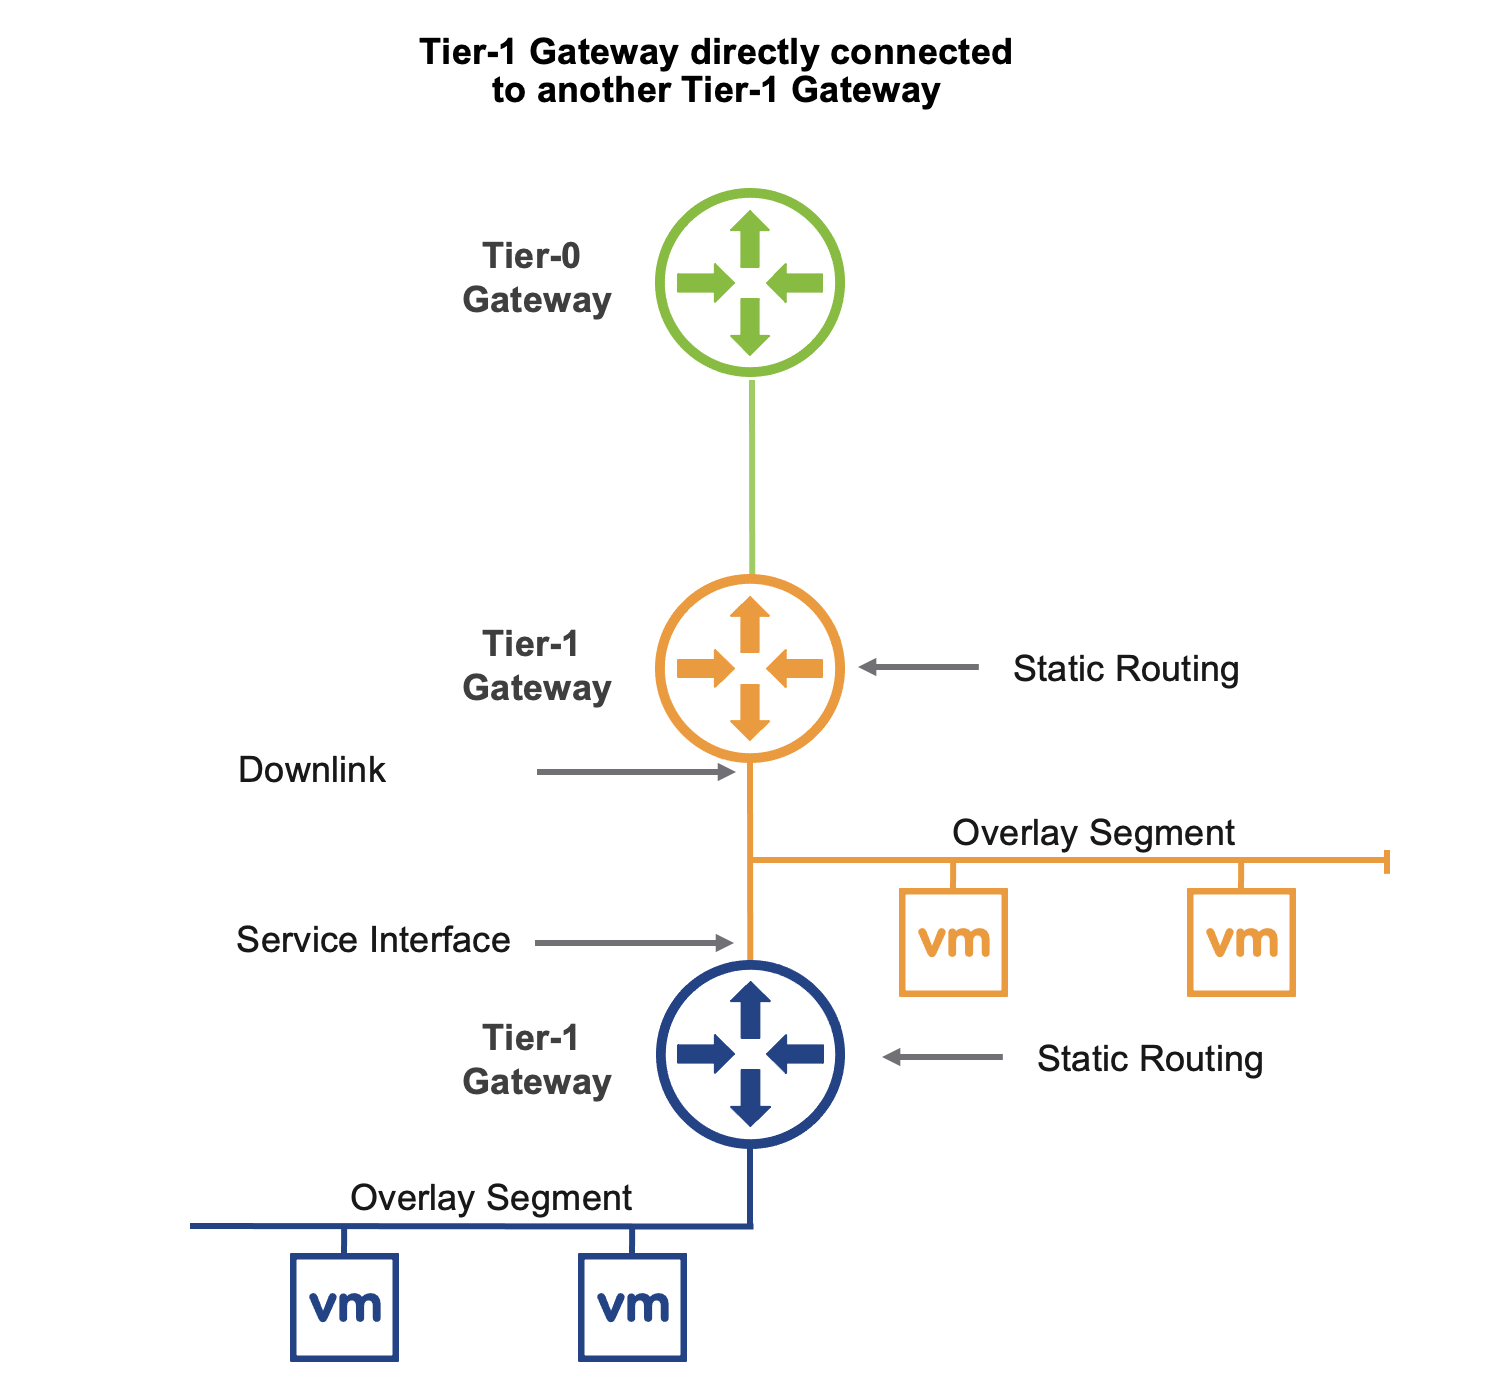 Tier-1 Gateway directly connected
to another Tier-1 Gateway
Tier-0
Gateway
Tier-1
Gateway
Static Routing
Downlink
Overlay Segment
vm
vm
Service Interface
Tier-1
Gateway
Static Routing
Overlay Segment
vm
vm